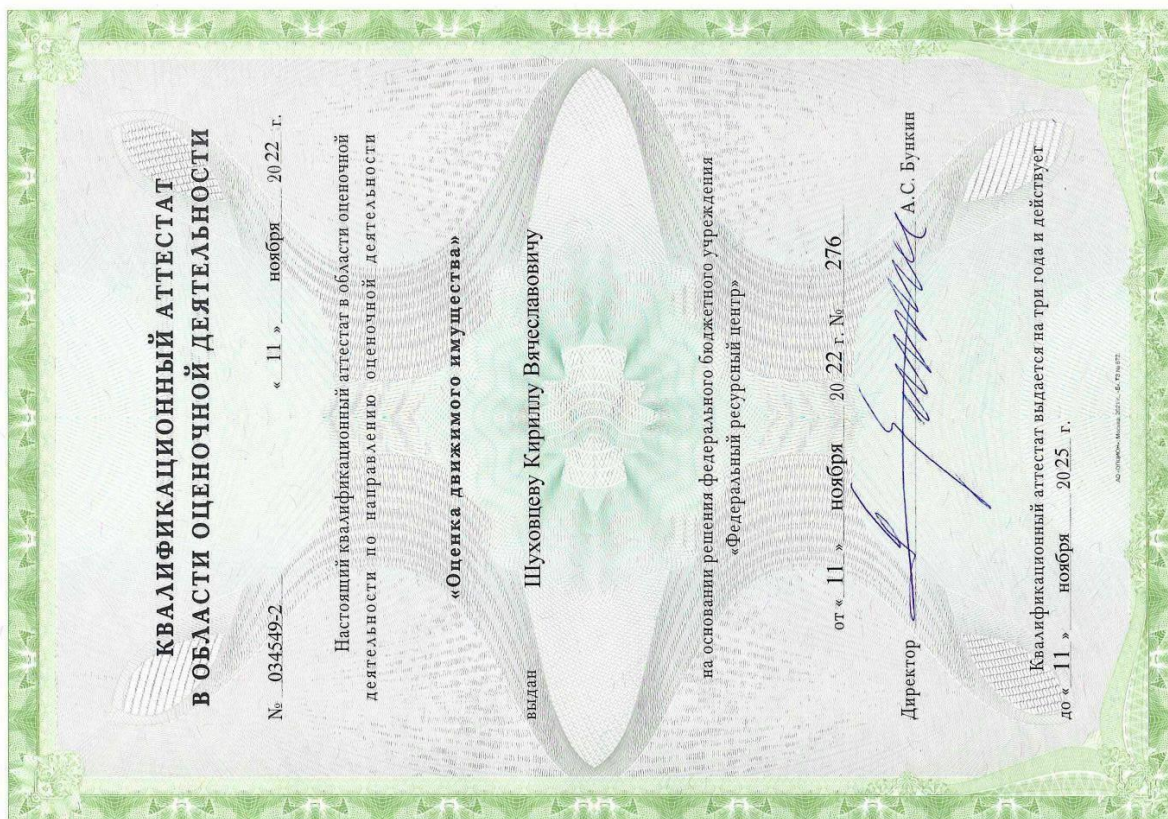 КВАЛИФИКАЦИОННЫЙ АТТЕСТАТ
В ОБЛАСТИ ОЦЕНОЧНОЙ ДЕЯТЕЛЬНОСТИ
№ 034549-2 « 11 » ноября 20 22 г.
Настоящий квалификационный аттестат в области оценочной
деятельности по направлению оценочной деятельности
«Оценка движимого имущества»
выдан Шуховцеву Кириллу Вячеславовичу
на основании решения федерального бюджетного учреждения
«Федеральный ресурсный центр»
от « 11 » ноября 20 22 г. № 276
Директор А.С. Бункин
Квалификационный аттестат выдается на три года и действует
до « 11 » ноября 20 25 г.